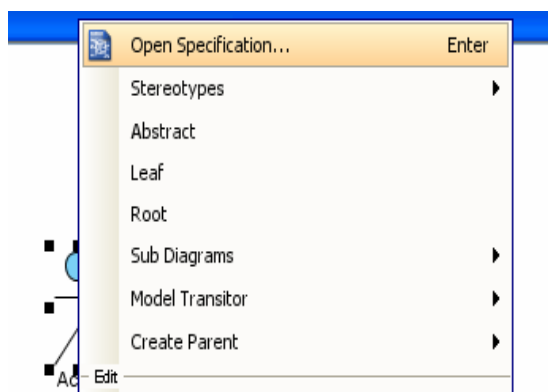 Open Specification... Enter
Stereotypes
Abstract
Leaf
Root
Sub Diagrams
Model Transitor
Create Parent
Edit